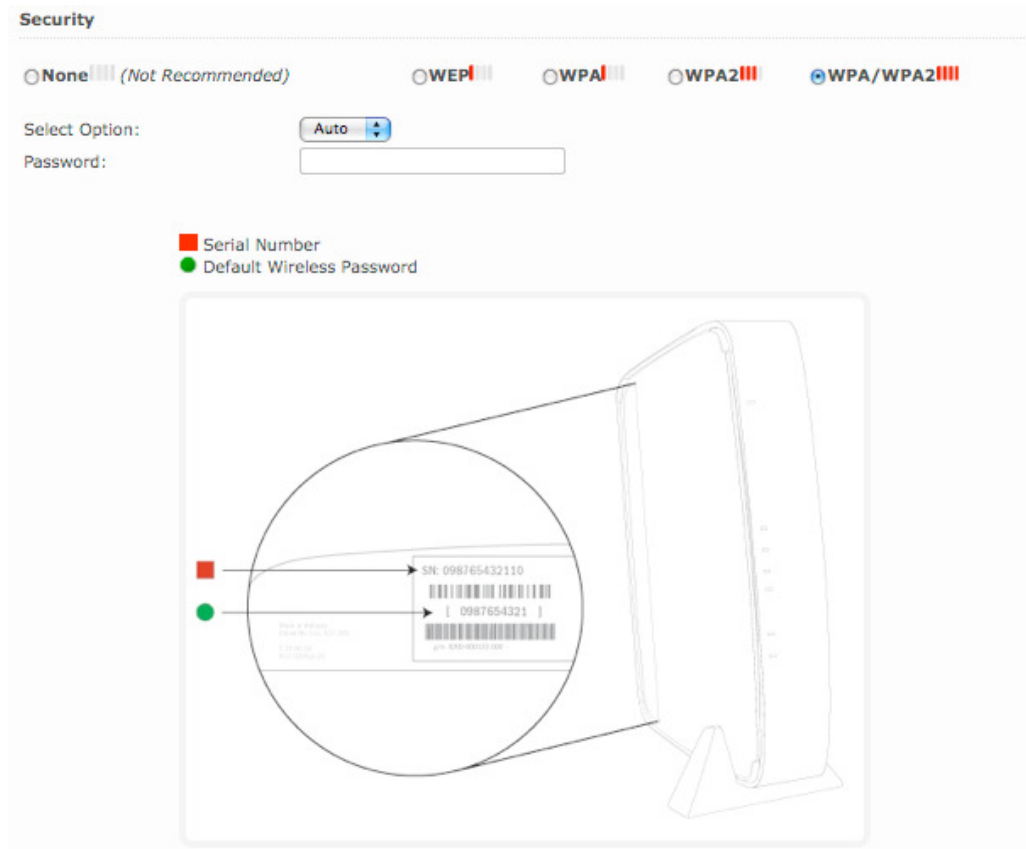 Security
None (Not Recommended) WEP WPA WPA2 WPA/WPA2
Select Option: Auto
Password:
Serial Number
Default Wireless Password
SN: 098765432110
[ 0987654321 ]